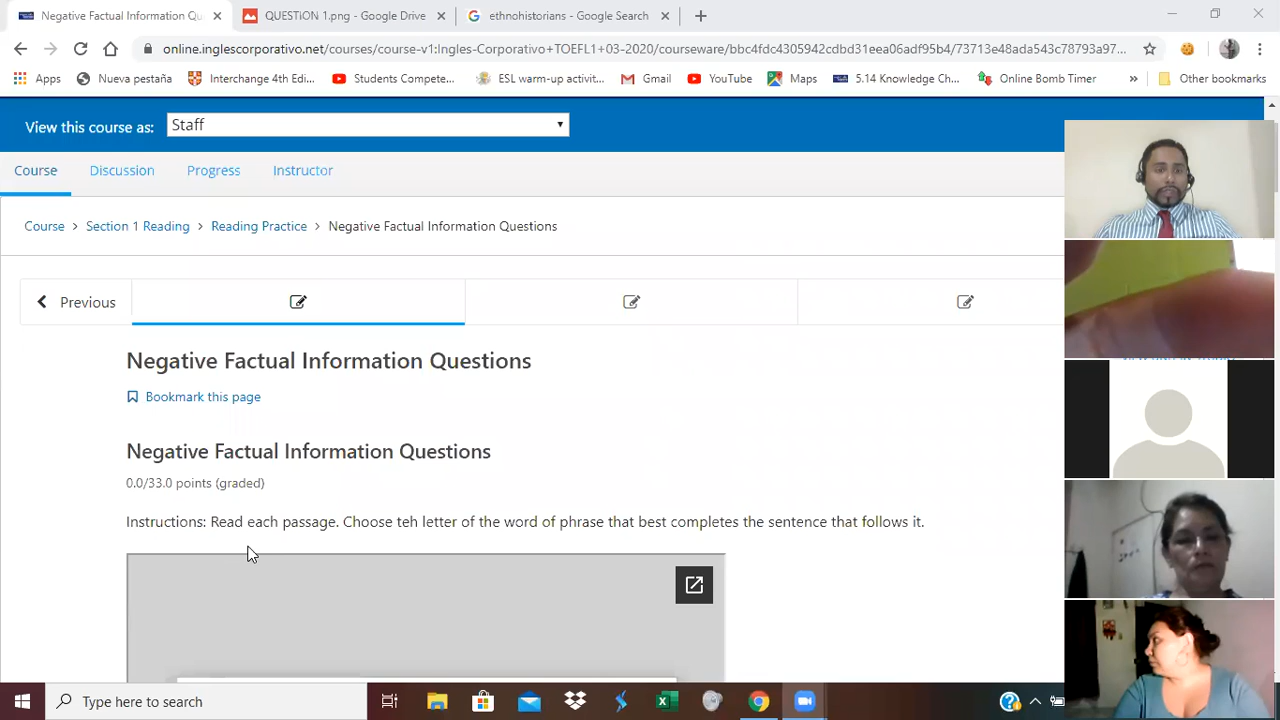 Negative Factual Information Qu
QUESTiON 1.png - Google Drive
ethnohistorians - Google Search
online.inglescorporativo.net/courses/course-v1:Ingles-Corporativo+TOEFL1+03-2020/courseware/bbc4fdc4305942cdbd31eea06adf95b4/73713e48ada543c78793a97...
Apps
Nueva pestaña
Interchange 4th Edi...
Students Compete...
ESL warm-up activit...
Gmail
YouTube
Maps
5.14 Knowledge Ch...
Online Bomb Timer
»
Other bookmarks
View this course as:
Staff
Course
Discussion
Progress
Instructor
Course > Section 1 Reading > Reading Practice > Negative Factual Information Questions
Previous
Negative Factual Information Questions
Bookmark this page
Negative Factual Information Questions
0.0/33.0 points (graded)
Instructions: Read each passage. Choose teh letter of the word of phrase that best completes the sentence that follows it.
Type here to search